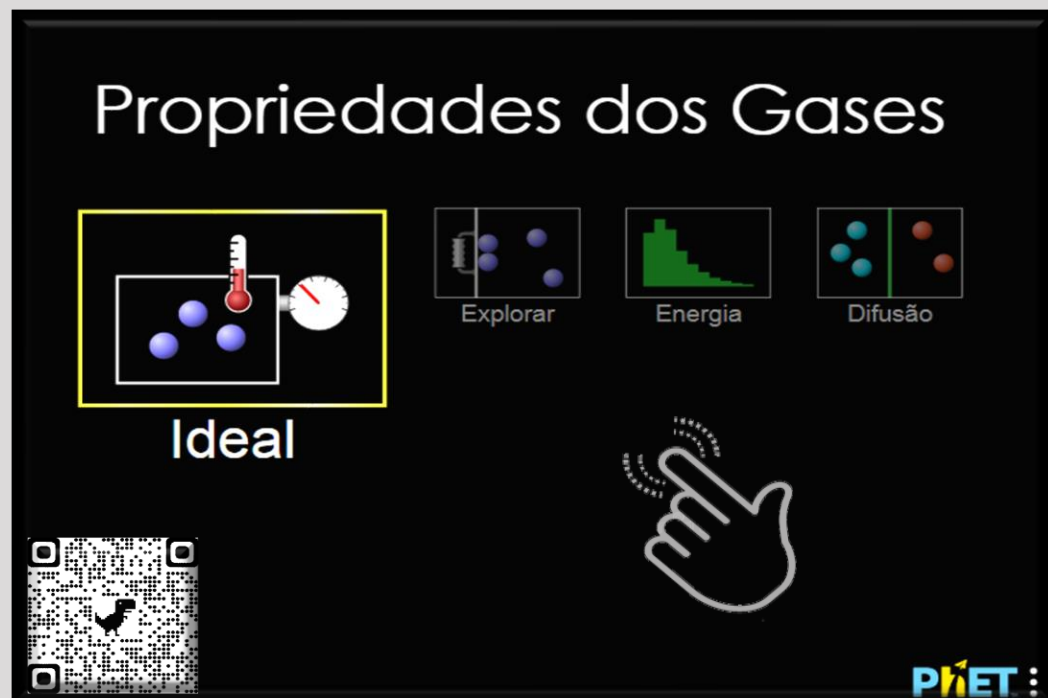 Propriedades dos Gases
Explorar
Energia
Difusão
Ideal
PhET